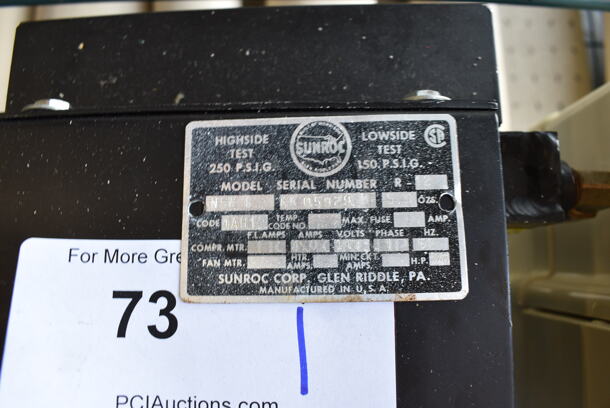 HIGHSIDE TEST 250 P.S.I.G.
SUNROC
LOWSIDE TEST 150 P.S.I.G.
MODEL SERIAL NUMBER R-
OZS.
CODE TEMP. CODE NO. MAX. FUSE AMP.
F.L. AMPS VOLTS PHASE HZ.
COMPR. MTR.
FAN MTR. HTR. AMPS MIN. CKT. AMPS H.P.
SUNROC CORP. GLEN RIDDLE, PA.
MANUFACTURED IN U.S.A.
For More Gre
73
PCIAuctions.com